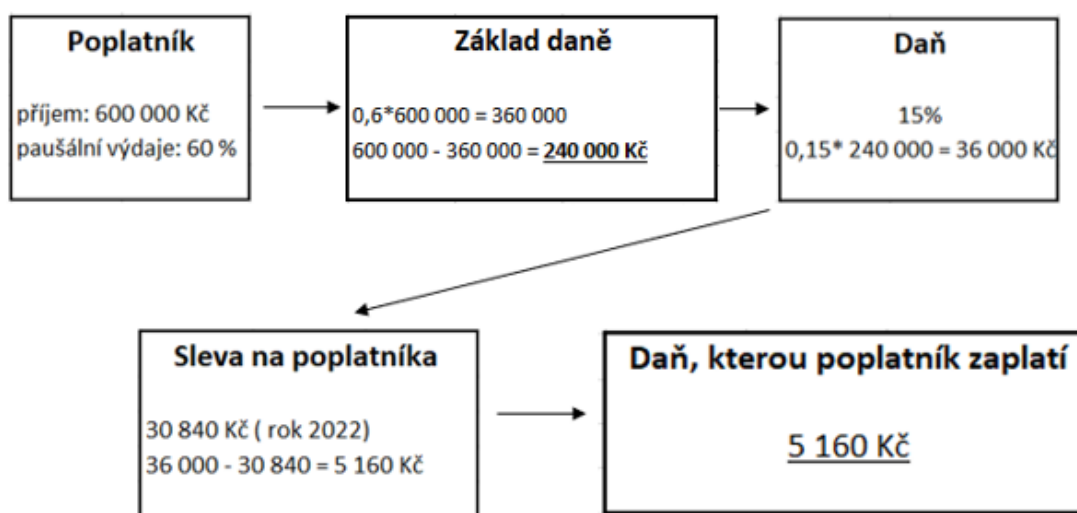 Poplatník
příjem: 600 000 Kč
paušální výdaje: 60 %
Základ daně
0,6*600 000 = 360 000
600 000 - 360 000 = 240 000 Kč
Daň
15%
0,15* 240 000 = 36 000 Kč
Sleva na poplatníka
30 840 Kč ( rok 2022)
36 000 - 30 840 = 5 160 Kč
Daň, kterou poplatník zaplatí
5 160 Kč